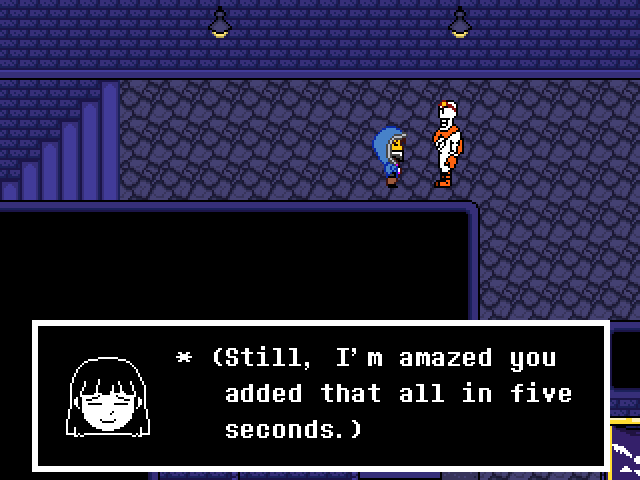 * (Still, I'm amazed you
added that all in five
seconds.)